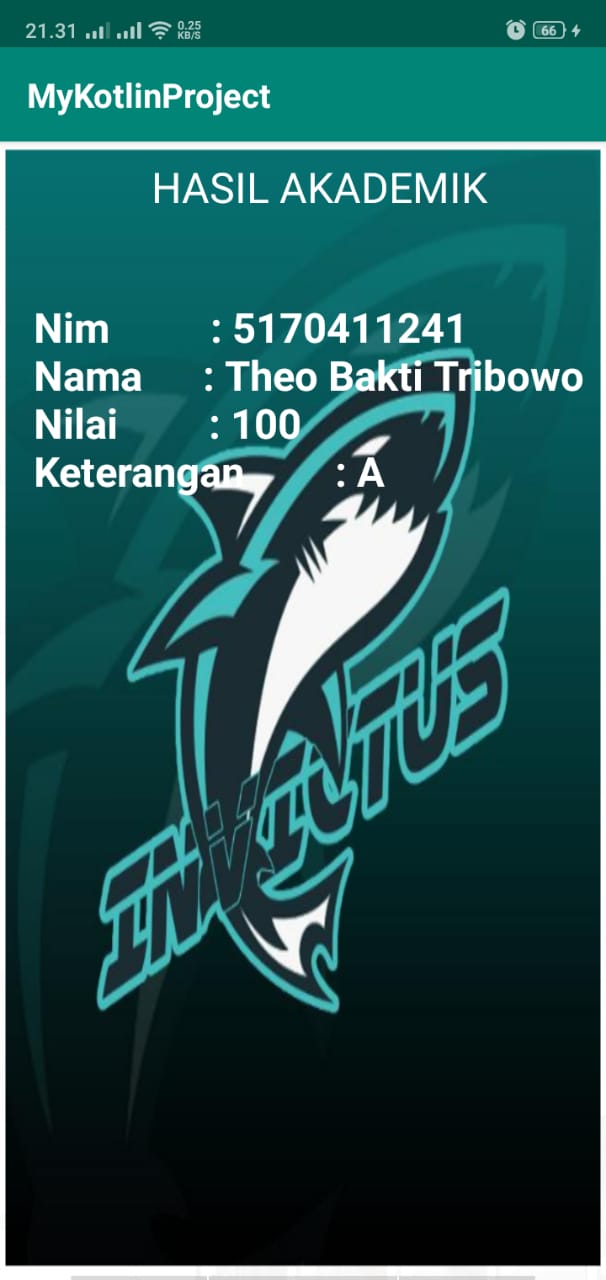 21.31 0.25 KB/S 66
MyKotlinProject
HASIL AKADEMIK
Nim : 5170411241
Nama : Theo Bakti Tribowo
Nilai : 100
Keterangan : A
INVICTUS